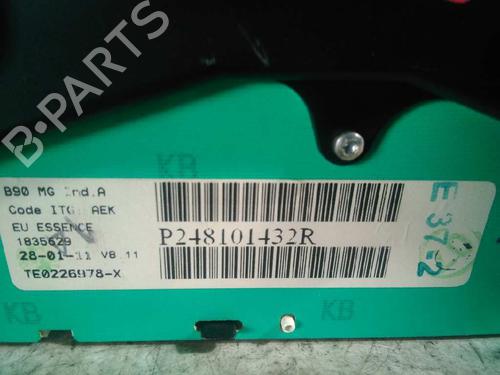 B-PARTS
KB
B90 MG Ind.A
Code ITG: AEK
EU ESSENCE
1835629
28-01-11 V8.11
TE0226978-X
P248101432R
E 37-2
KB
KB